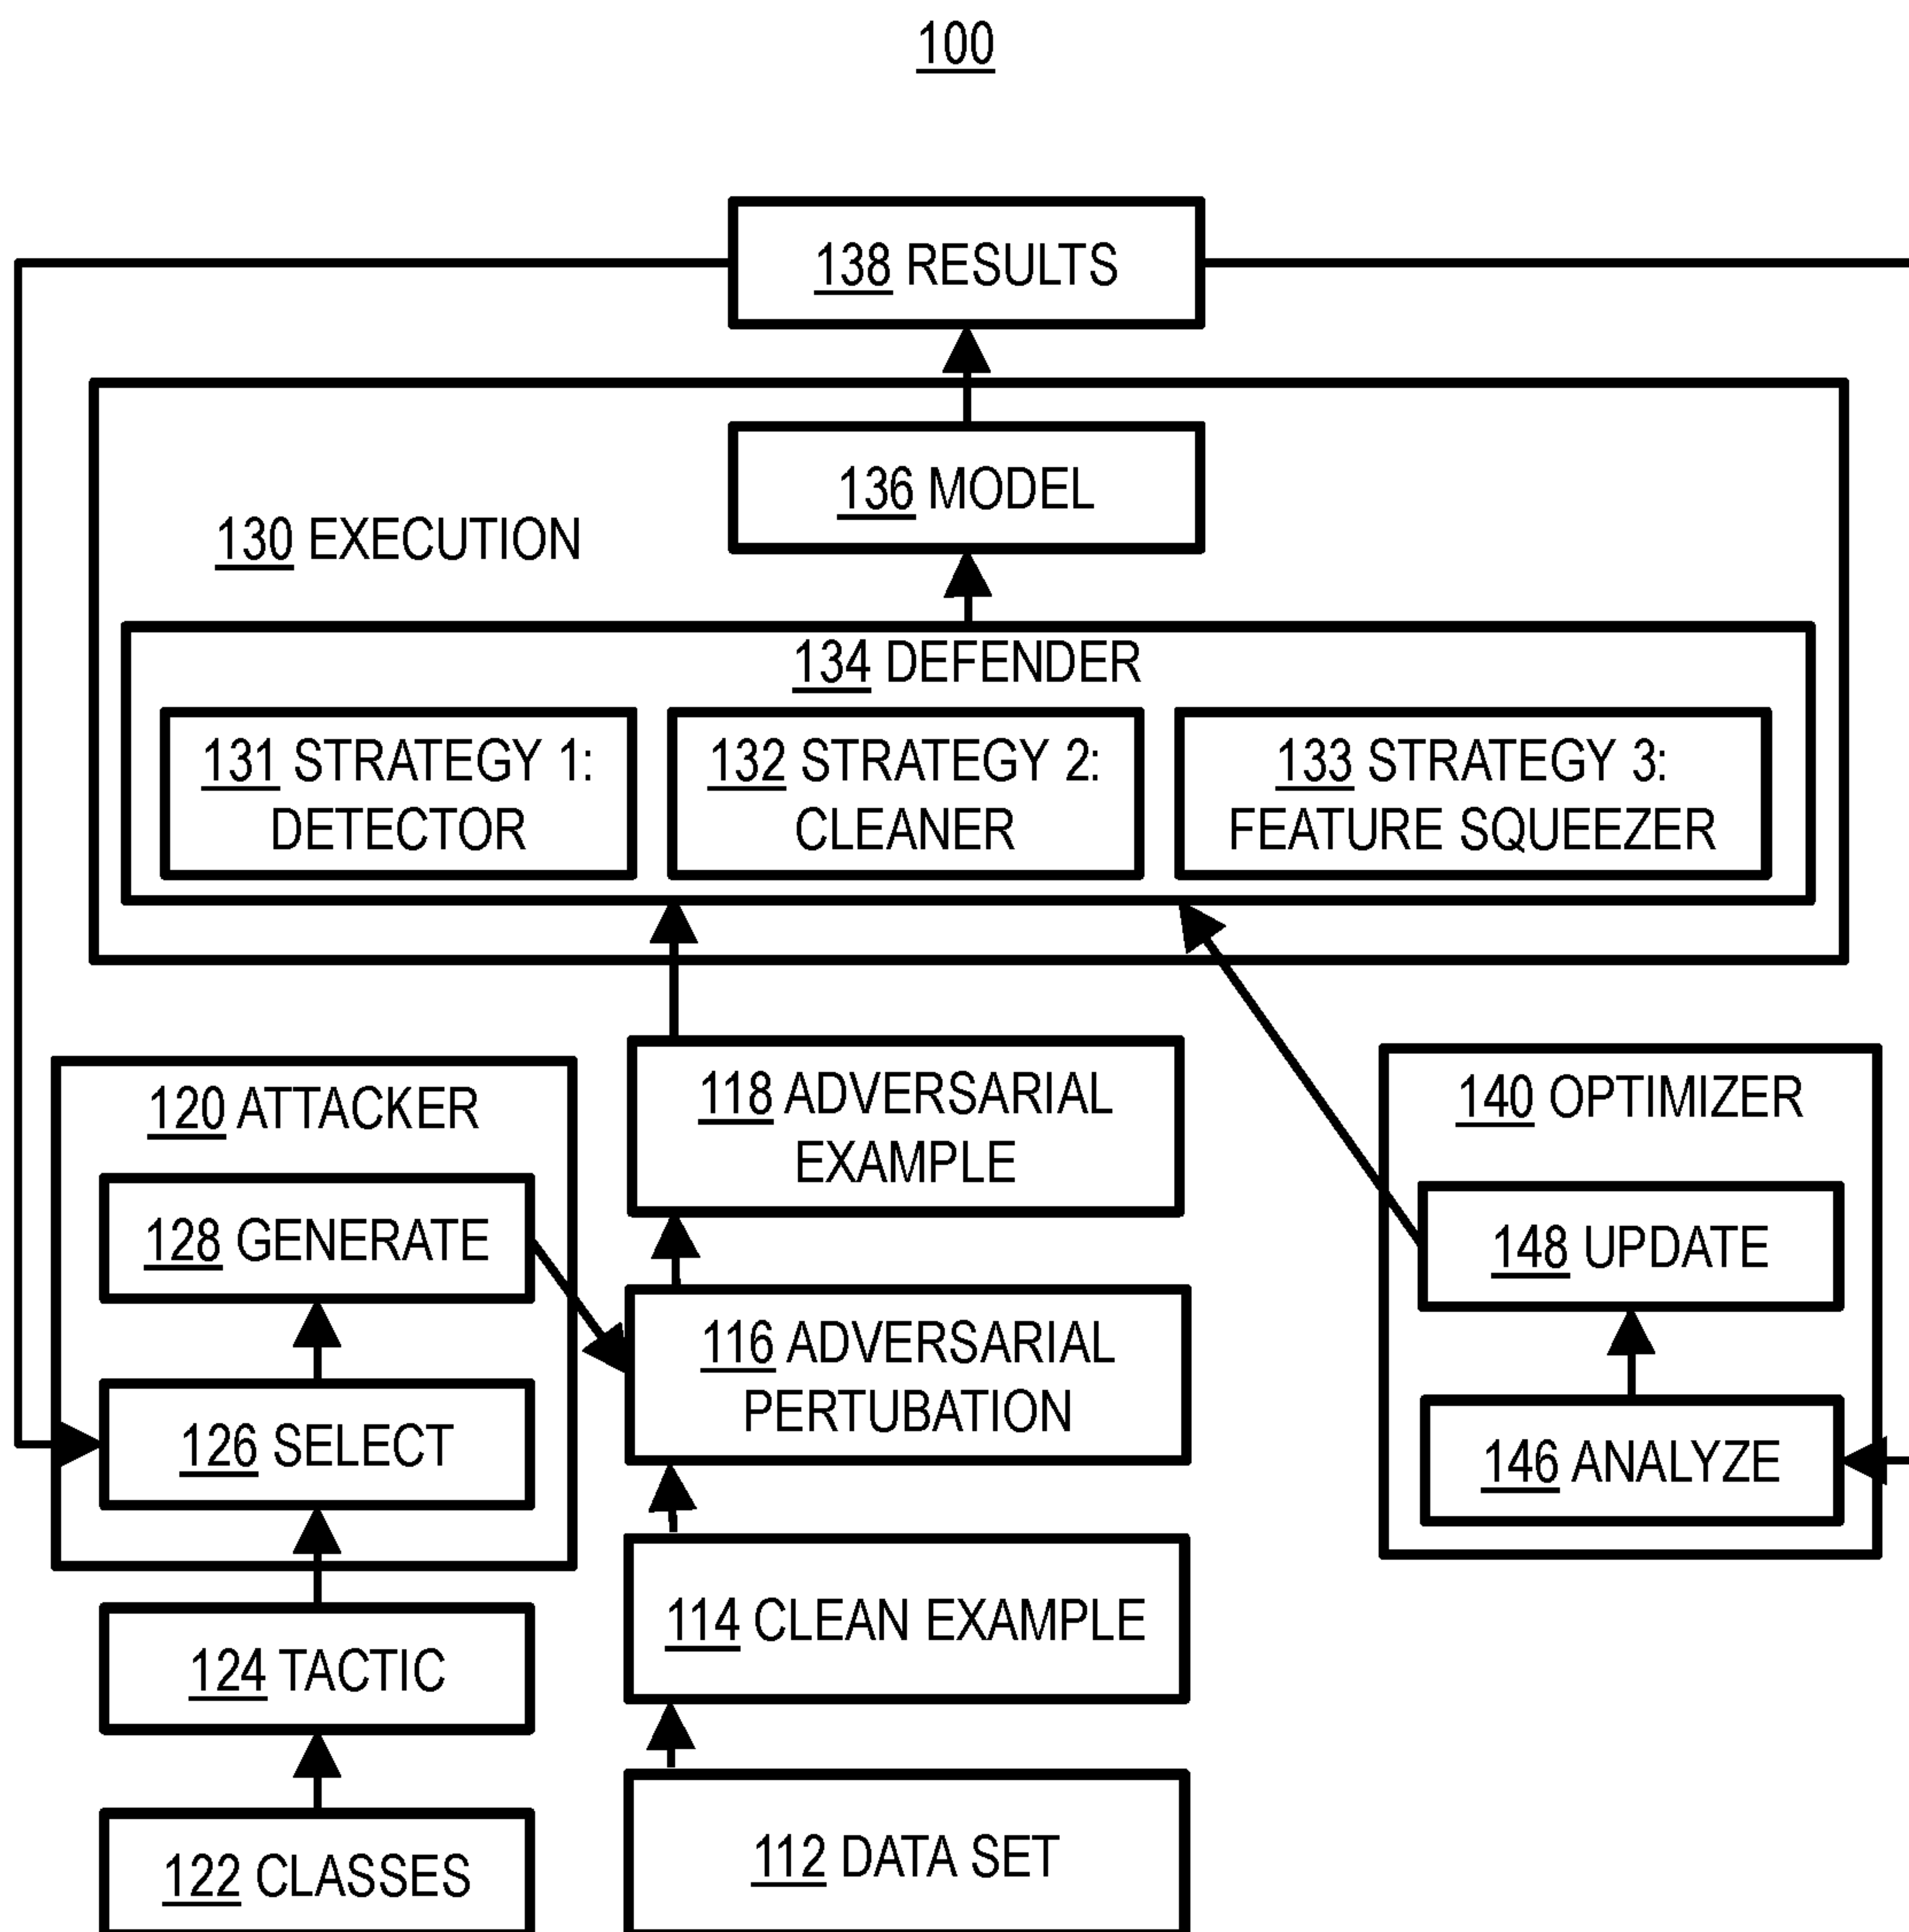 100
138 RESULTS
136 MODEL
130 EXECUTION
134 DEFENDER
131 STRATEGY 1:
DETECTOR
132 STRATEGY 2:
CLEANER
133 STRATEGY 3:
FEATURE SQUEEZER
120 ATTACKER
128 GENERATE
126 SELECT
124 TACTIC
122 CLASSES
118 ADVERSARIAL
EXAMPLE
116 ADVERSARIAL
PERTUBATION
114 CLEAN EXAMPLE
112 DATA SET
140 OPTIMIZER
148 UPDATE
146 ANALYZE